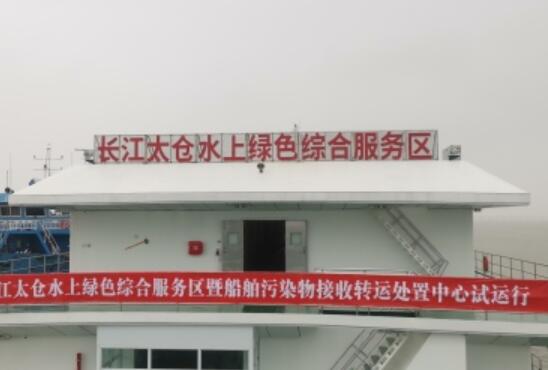 长江太仓水上绿色综合服务区
江太仓水上绿色综合服务区暨船舶污染物接收转运处置中心试运行